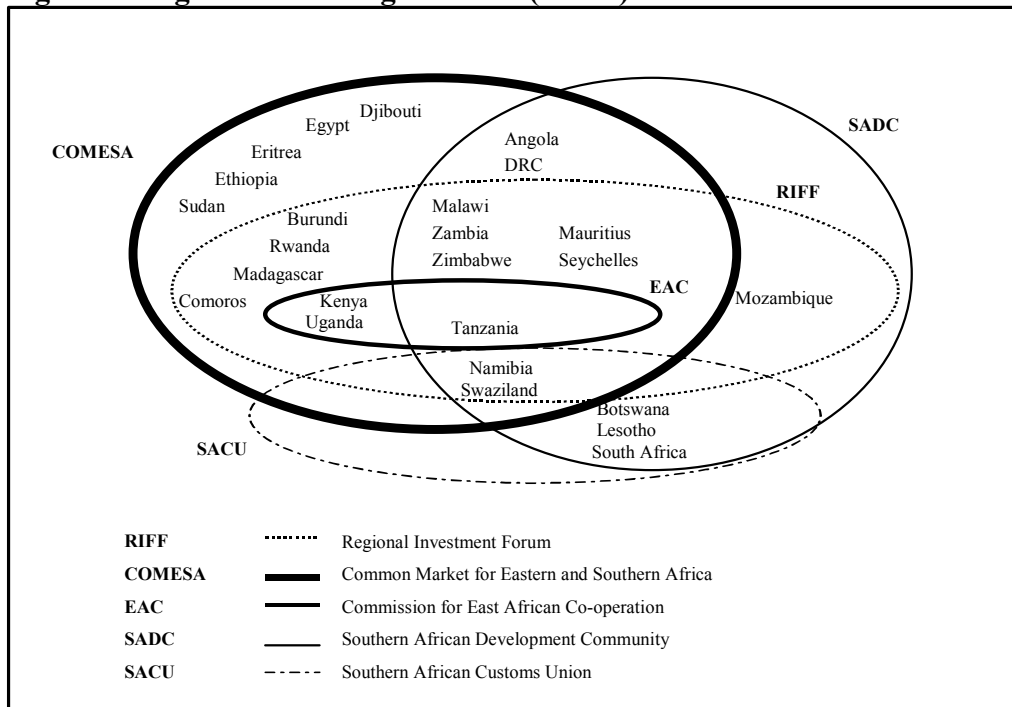 Djibouti
Egypt
SADC
Angola
COMESA
Eritrea
DRC
Ethiopia
RIFF
Sudan
Malawi
Burundi
Zambia
Mauritius
Rwanda
Zimbabwe
Seychelles
Madagascar
EAC
Comoros
Kenya
Mozambique
Uganda
Tanzania
Namibia
Swaziland
Botswana
Lesotho
SACU
South Africa
RIFF Regional Investment Forum
COMESA Common Market for Eastern and Southern Africa
EAC Commission for East African Co-operation
SADC Southern African Development Community
SACU Southern African Customs Union